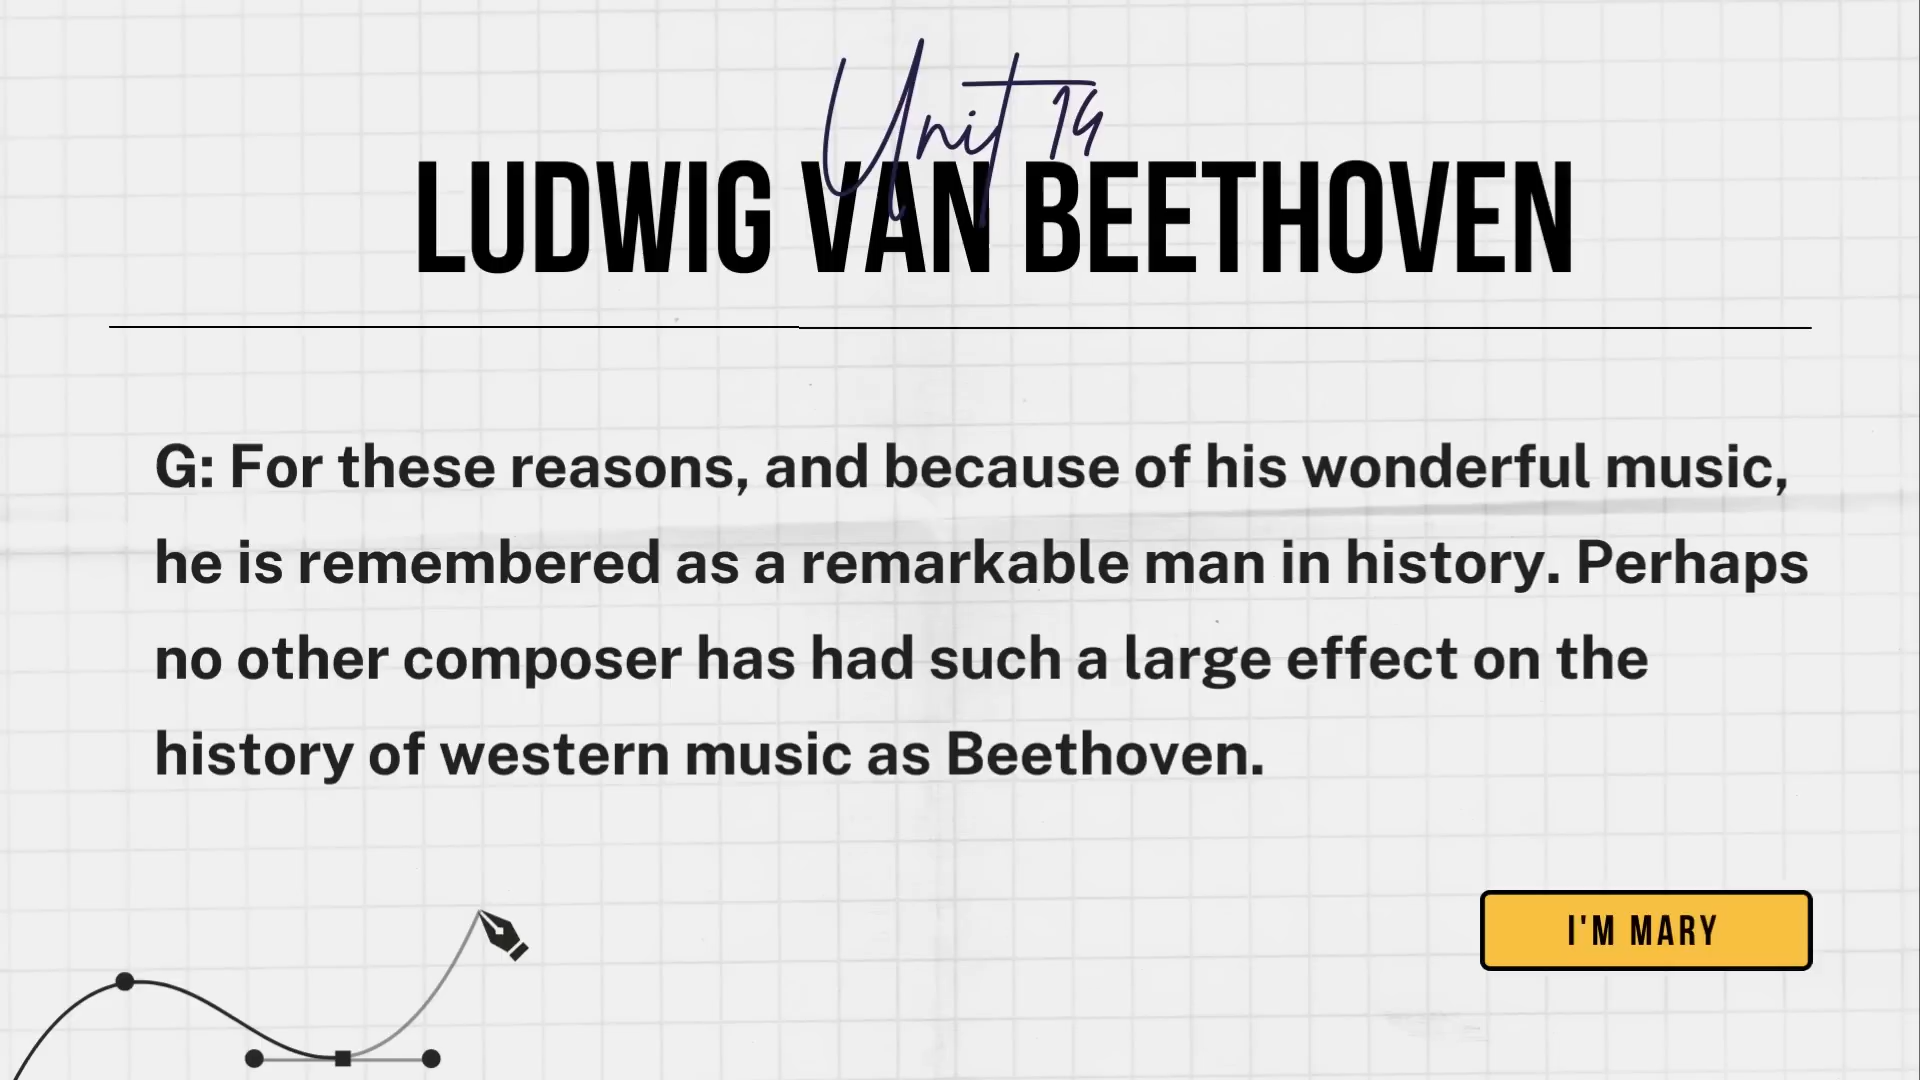 Unit 14
LUDWIG VAN BEETHOVEN
G: For these reasons, and because of his wonderful music,
he is remembered as a remarkable man in history. Perhaps
no other composer has had such a large effect on the
history of western music as Beethoven.
I'M MARY